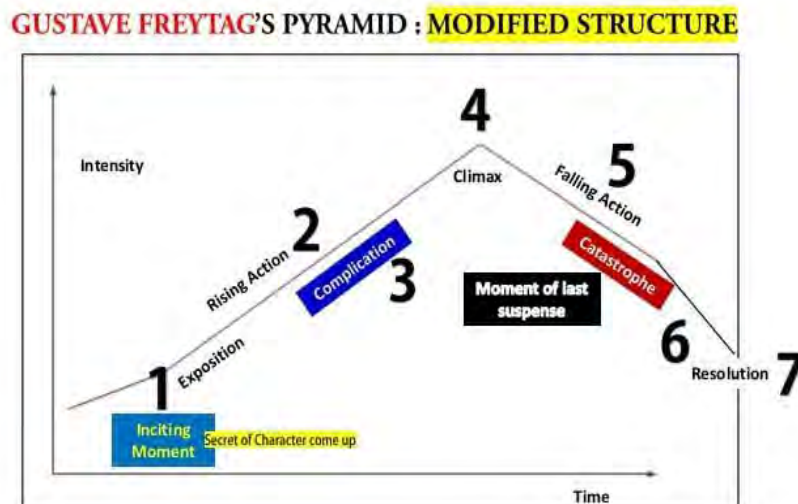 GUSTAVE FREYTAG'S PYRAMID : MODIFIED STRUCTURE
4
Intensity
Climax
5
Falling Action
2
Rising Action
Complication
3
Catastrophe
Moment of last
suspense
6
1
Exposition
Resolution 7
Inciting
Moment
Secret of Character come up
Time